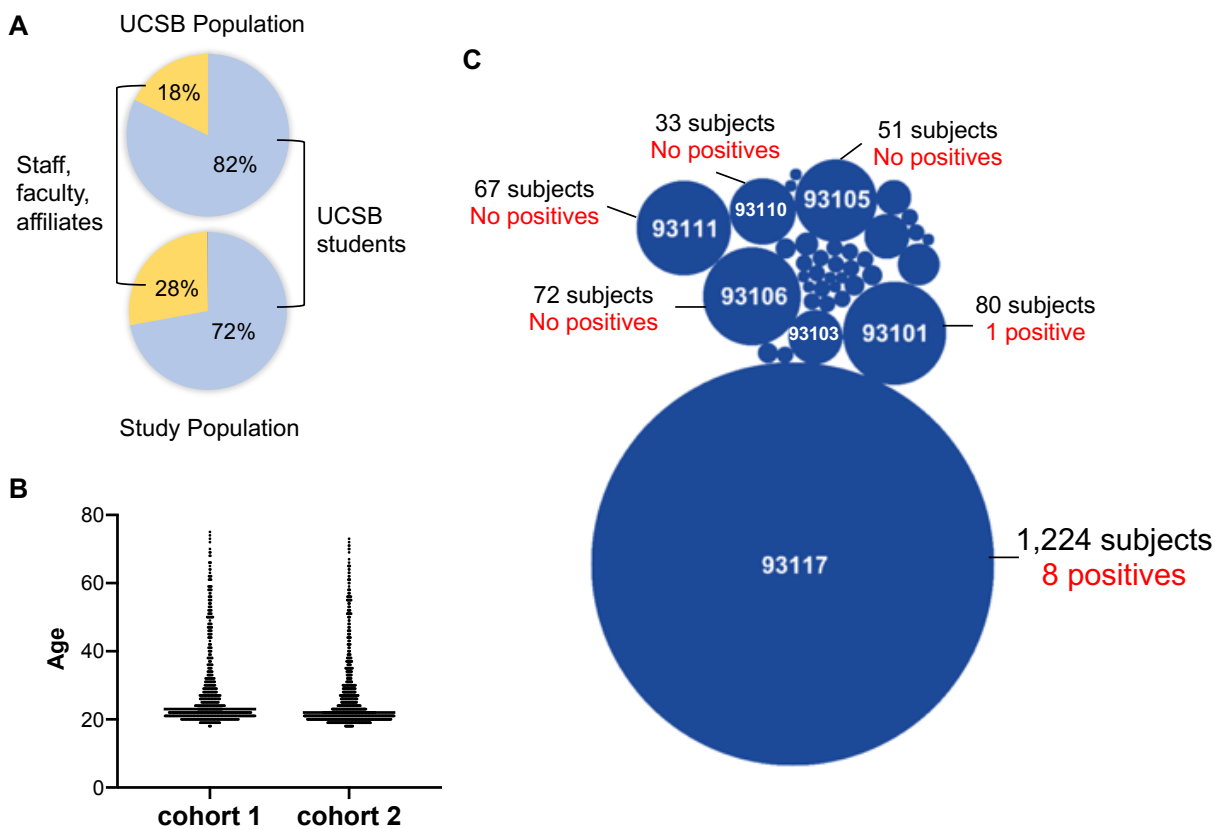 A
UCSB Population
18%
82%
Staff,
faculty,
affiliates
UCSB
students
28%
72%
Study Population
B
80
60
40
20
0
Age
cohort 1
cohort 2
C
33 subjects
No positives
51 subjects
No positives
67 subjects
No positives
93110
93105
93111
72 subjects
No positives
93106
80 subjects
1 positive
93103
93101
1,224 subjects
8 positives
93117